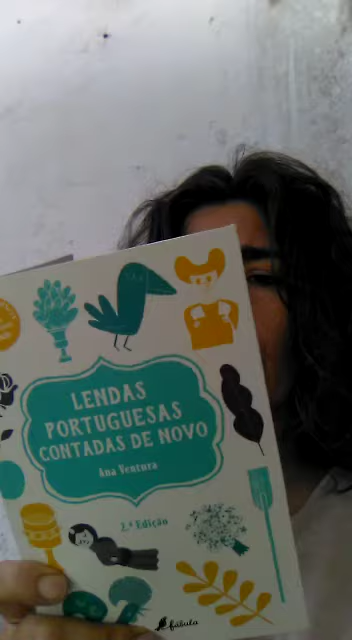 LENDAS
PORTUGUESAS
CONTADAS DE NOVO
Ana Ventura
2.ª Edição
fábula